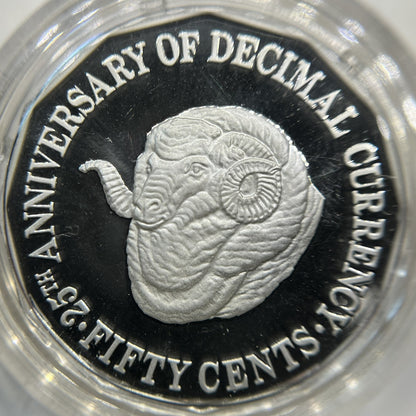 25TH ANNIVERSARY OF DECIMAL CURRENCY
· FIFTY CENTS ·